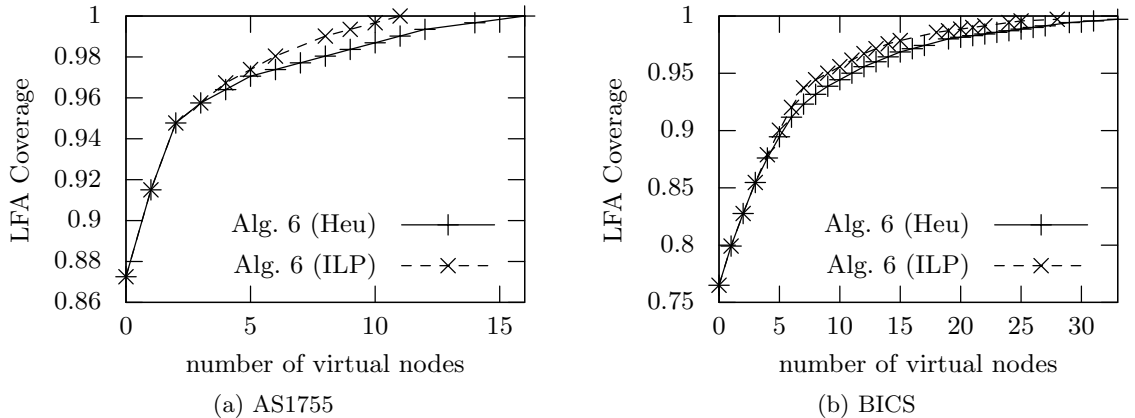 LFA Coverage
1
0.98
0.96
0.94
0.92
0.9
0.88
0.86
Alg. 6 (Heu)
Alg. 6 (ILP)
0 5 10 15
number of virtual nodes
(a) AS1755
LFA Coverage
1
0.95
0.9
0.85
0.8
0.75
Alg. 6 (Heu)
Alg. 6 (ILP)
0 5 10 15 20 25 30
number of virtual nodes
(b) BICS